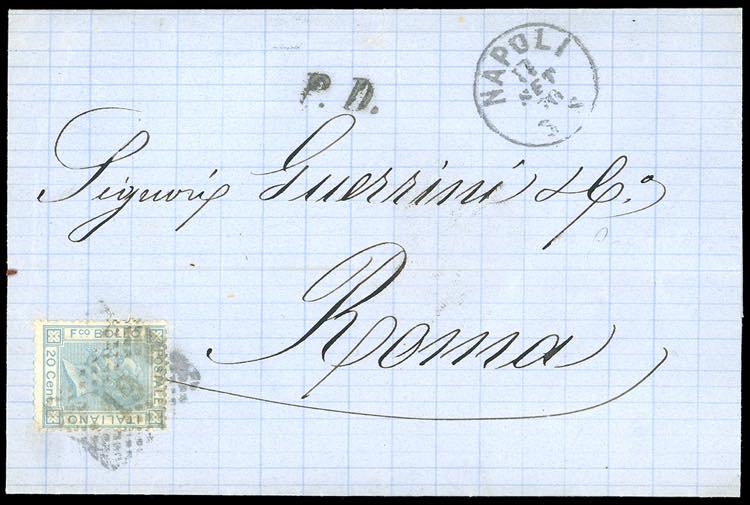 NAPOLI
P. D.
Signori Guerrini & C.º
Roma
F.co BOLLO
POSTALE
20 Cent
ITALIANO